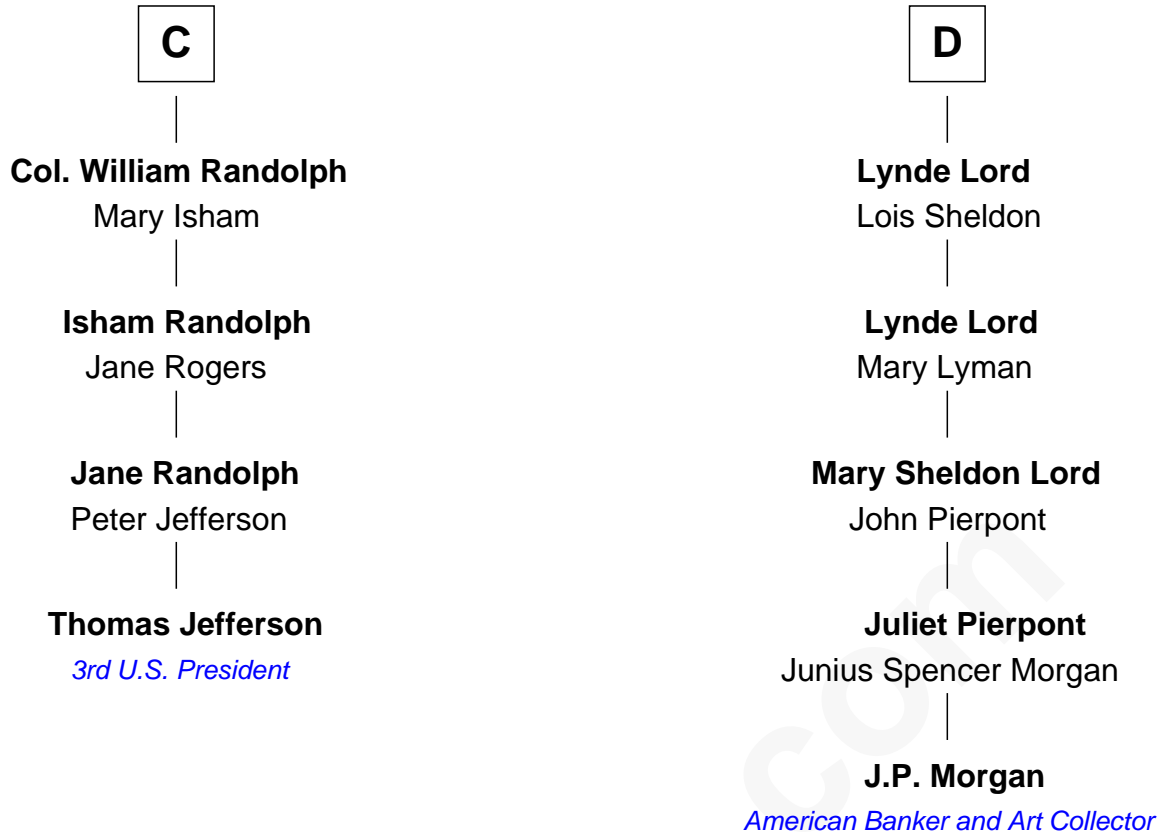 C
Col. William Randolph
Mary Isham
Isham Randolph
Jane Rogers
Jane Randolph
Peter Jefferson
Thomas Jefferson
3rd U.S. President
D
Lynde Lord
Lois Sheldon
Lynde Lord
Mary Lyman
Mary Sheldon Lord
John Pierpont
Juliet Pierpont
Junius Spencer Morgan
J.P. Morgan
American Banker and Art Collector
com